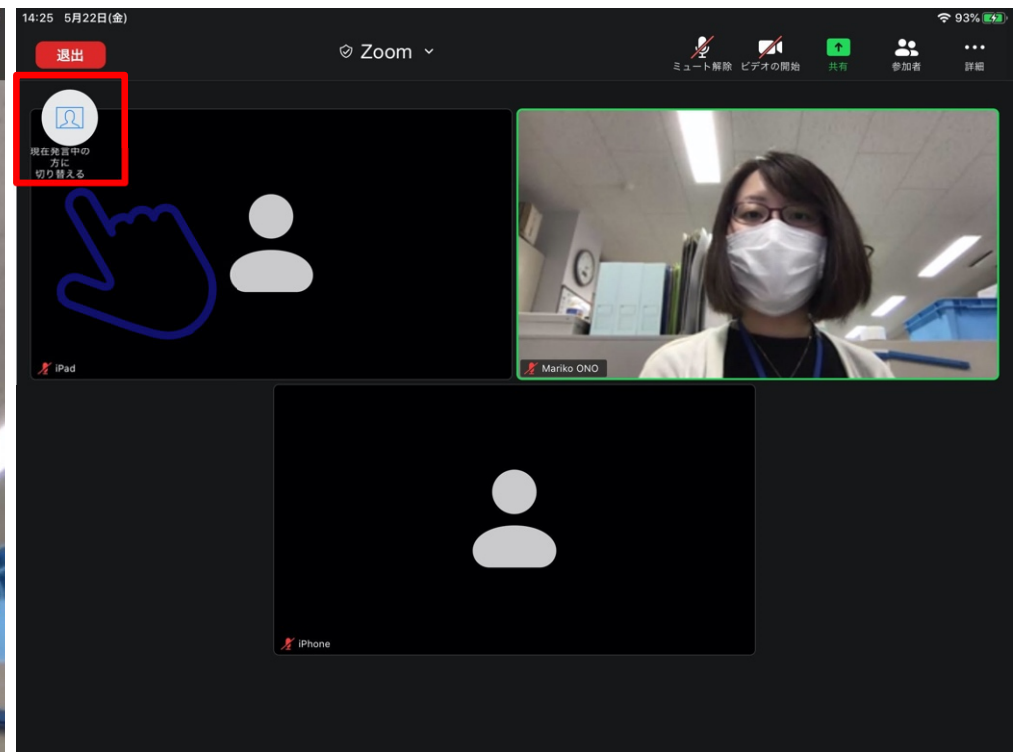 14:25 5月22日(金)
93%
退出
Zoom
ミュート解除 ビデオの開始 共有 参加者 詳細
現在発言中の
方に
切り替える
iPad
Mariko ONO
iPhone